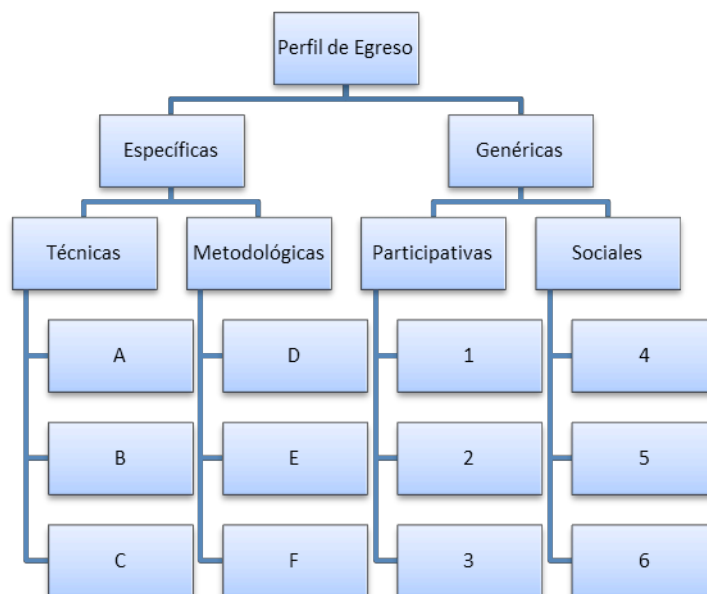 Perfil de Egreso
Específicas
Genéricas
Técnicas
Metodológicas
Participativas
Sociales
A
D
1
4
B
E
2
5
C
F
3
6